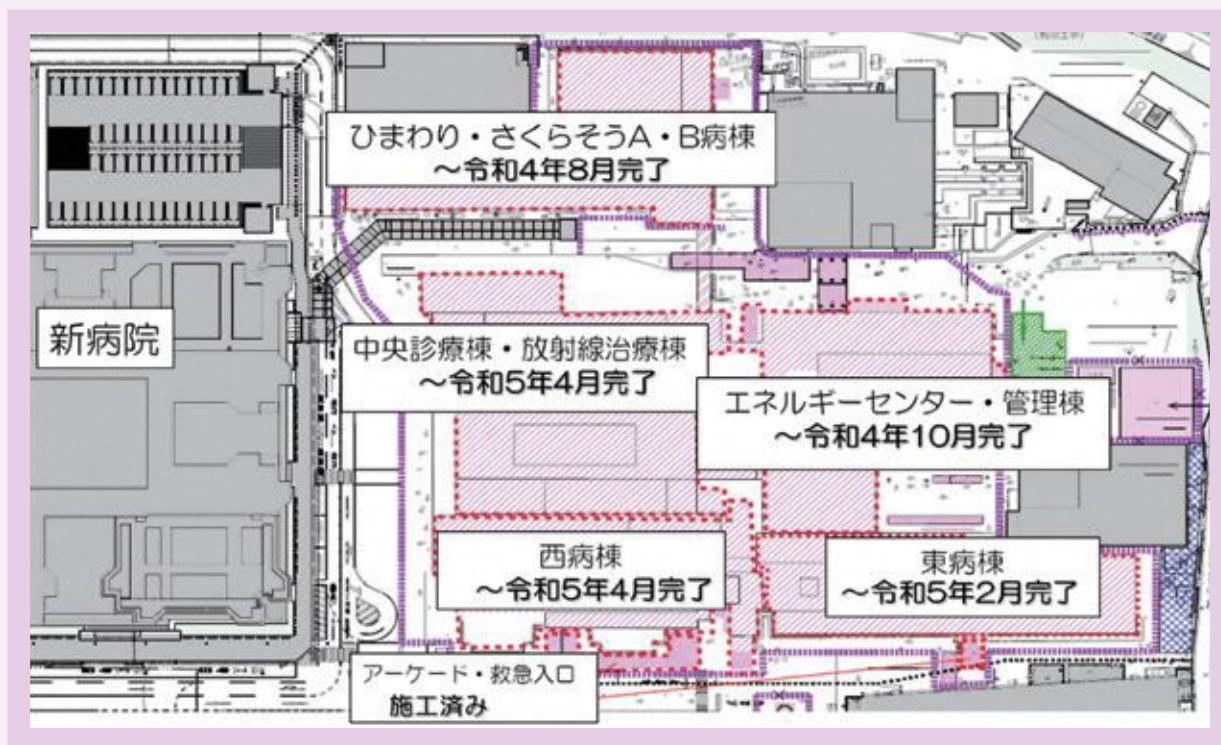 ひまわり・さくらそうA・B病棟
～令和4年8月完了
新病院
中央診療棟・放射線治療棟
～令和5年4月完了
エネルギーセンター・管理棟
～令和4年10月完了
西病棟
～令和5年4月完了
東病棟
～令和5年2月完了
アーケード・救急入口
施工済み